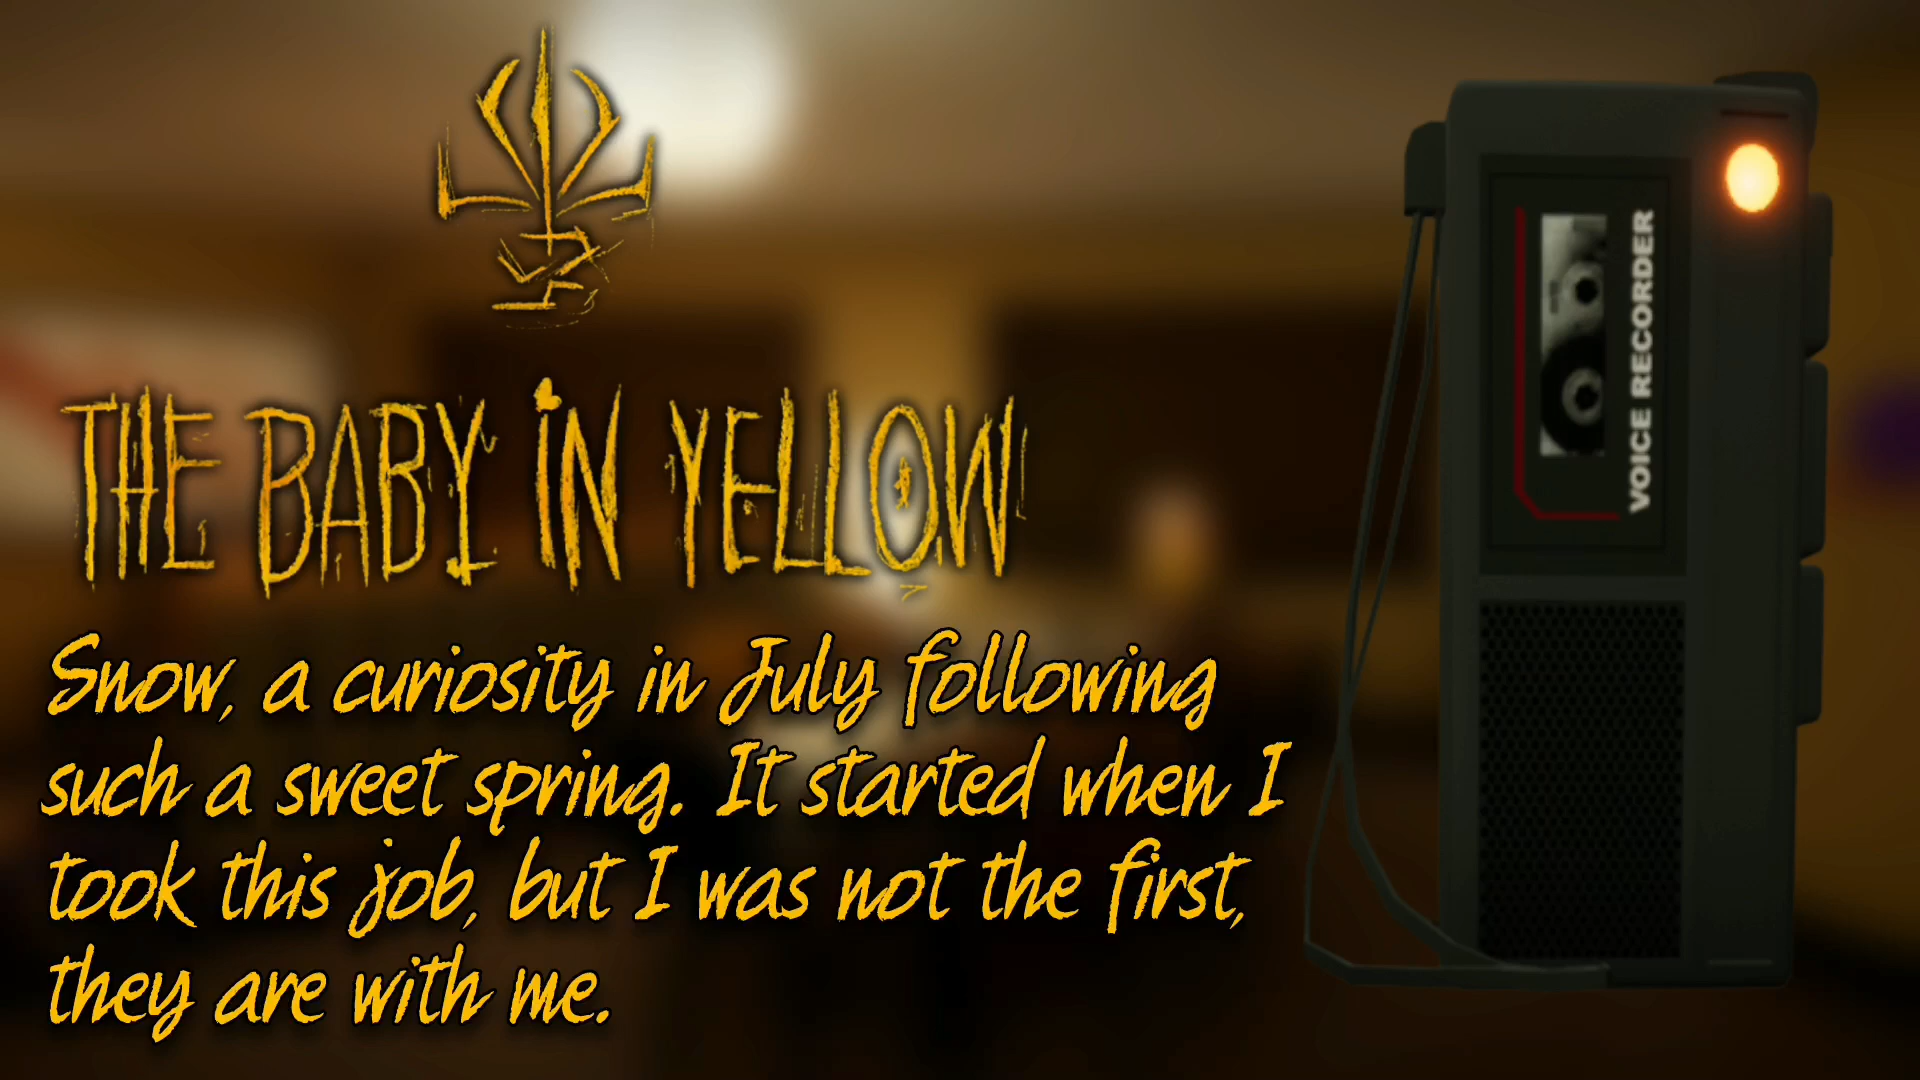 THE BABY IN YELLOW
Snow, a curiosity in July following
such a sweet spring. It started when I
took this job, but I was not the first,
they are with me.
VOICE RECORDER